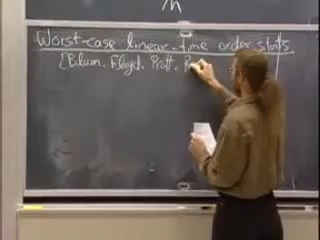 Worst-case linear-time order stats
[Blum, Floyd, Pratt, R